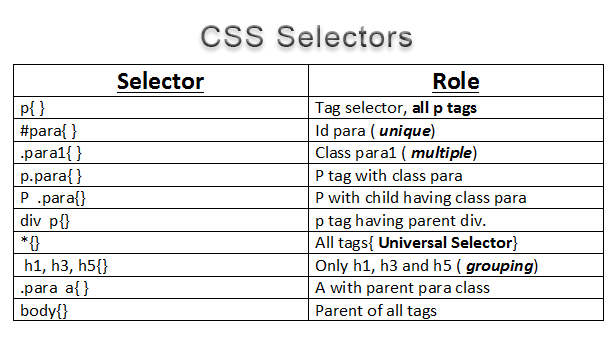 CSS Selectors
Selector Role
p{ } Tag selector, all p tags
#para{ } Id para ( unique)
.para1{ } Class para1 ( multiple)
p.para{ } P tag with class para
P .para{} P with child having class para
div p{} p tag having parent div.
*{} All tags{ Universal Selector}
h1, h3, h5{} Only h1, h3 and h5 ( grouping)
.para a{ } A with parent para class
body{} Parent of all tags